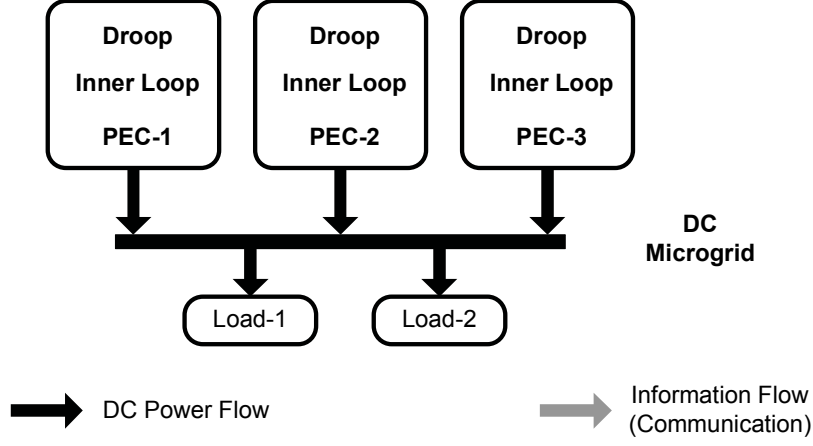 Droop
Inner Loop
PEC-1
Droop
Inner Loop
PEC-2
Droop
Inner Loop
PEC-3
DC
Microgrid
Load-1
Load-2
DC Power Flow
Information Flow
(Communication)